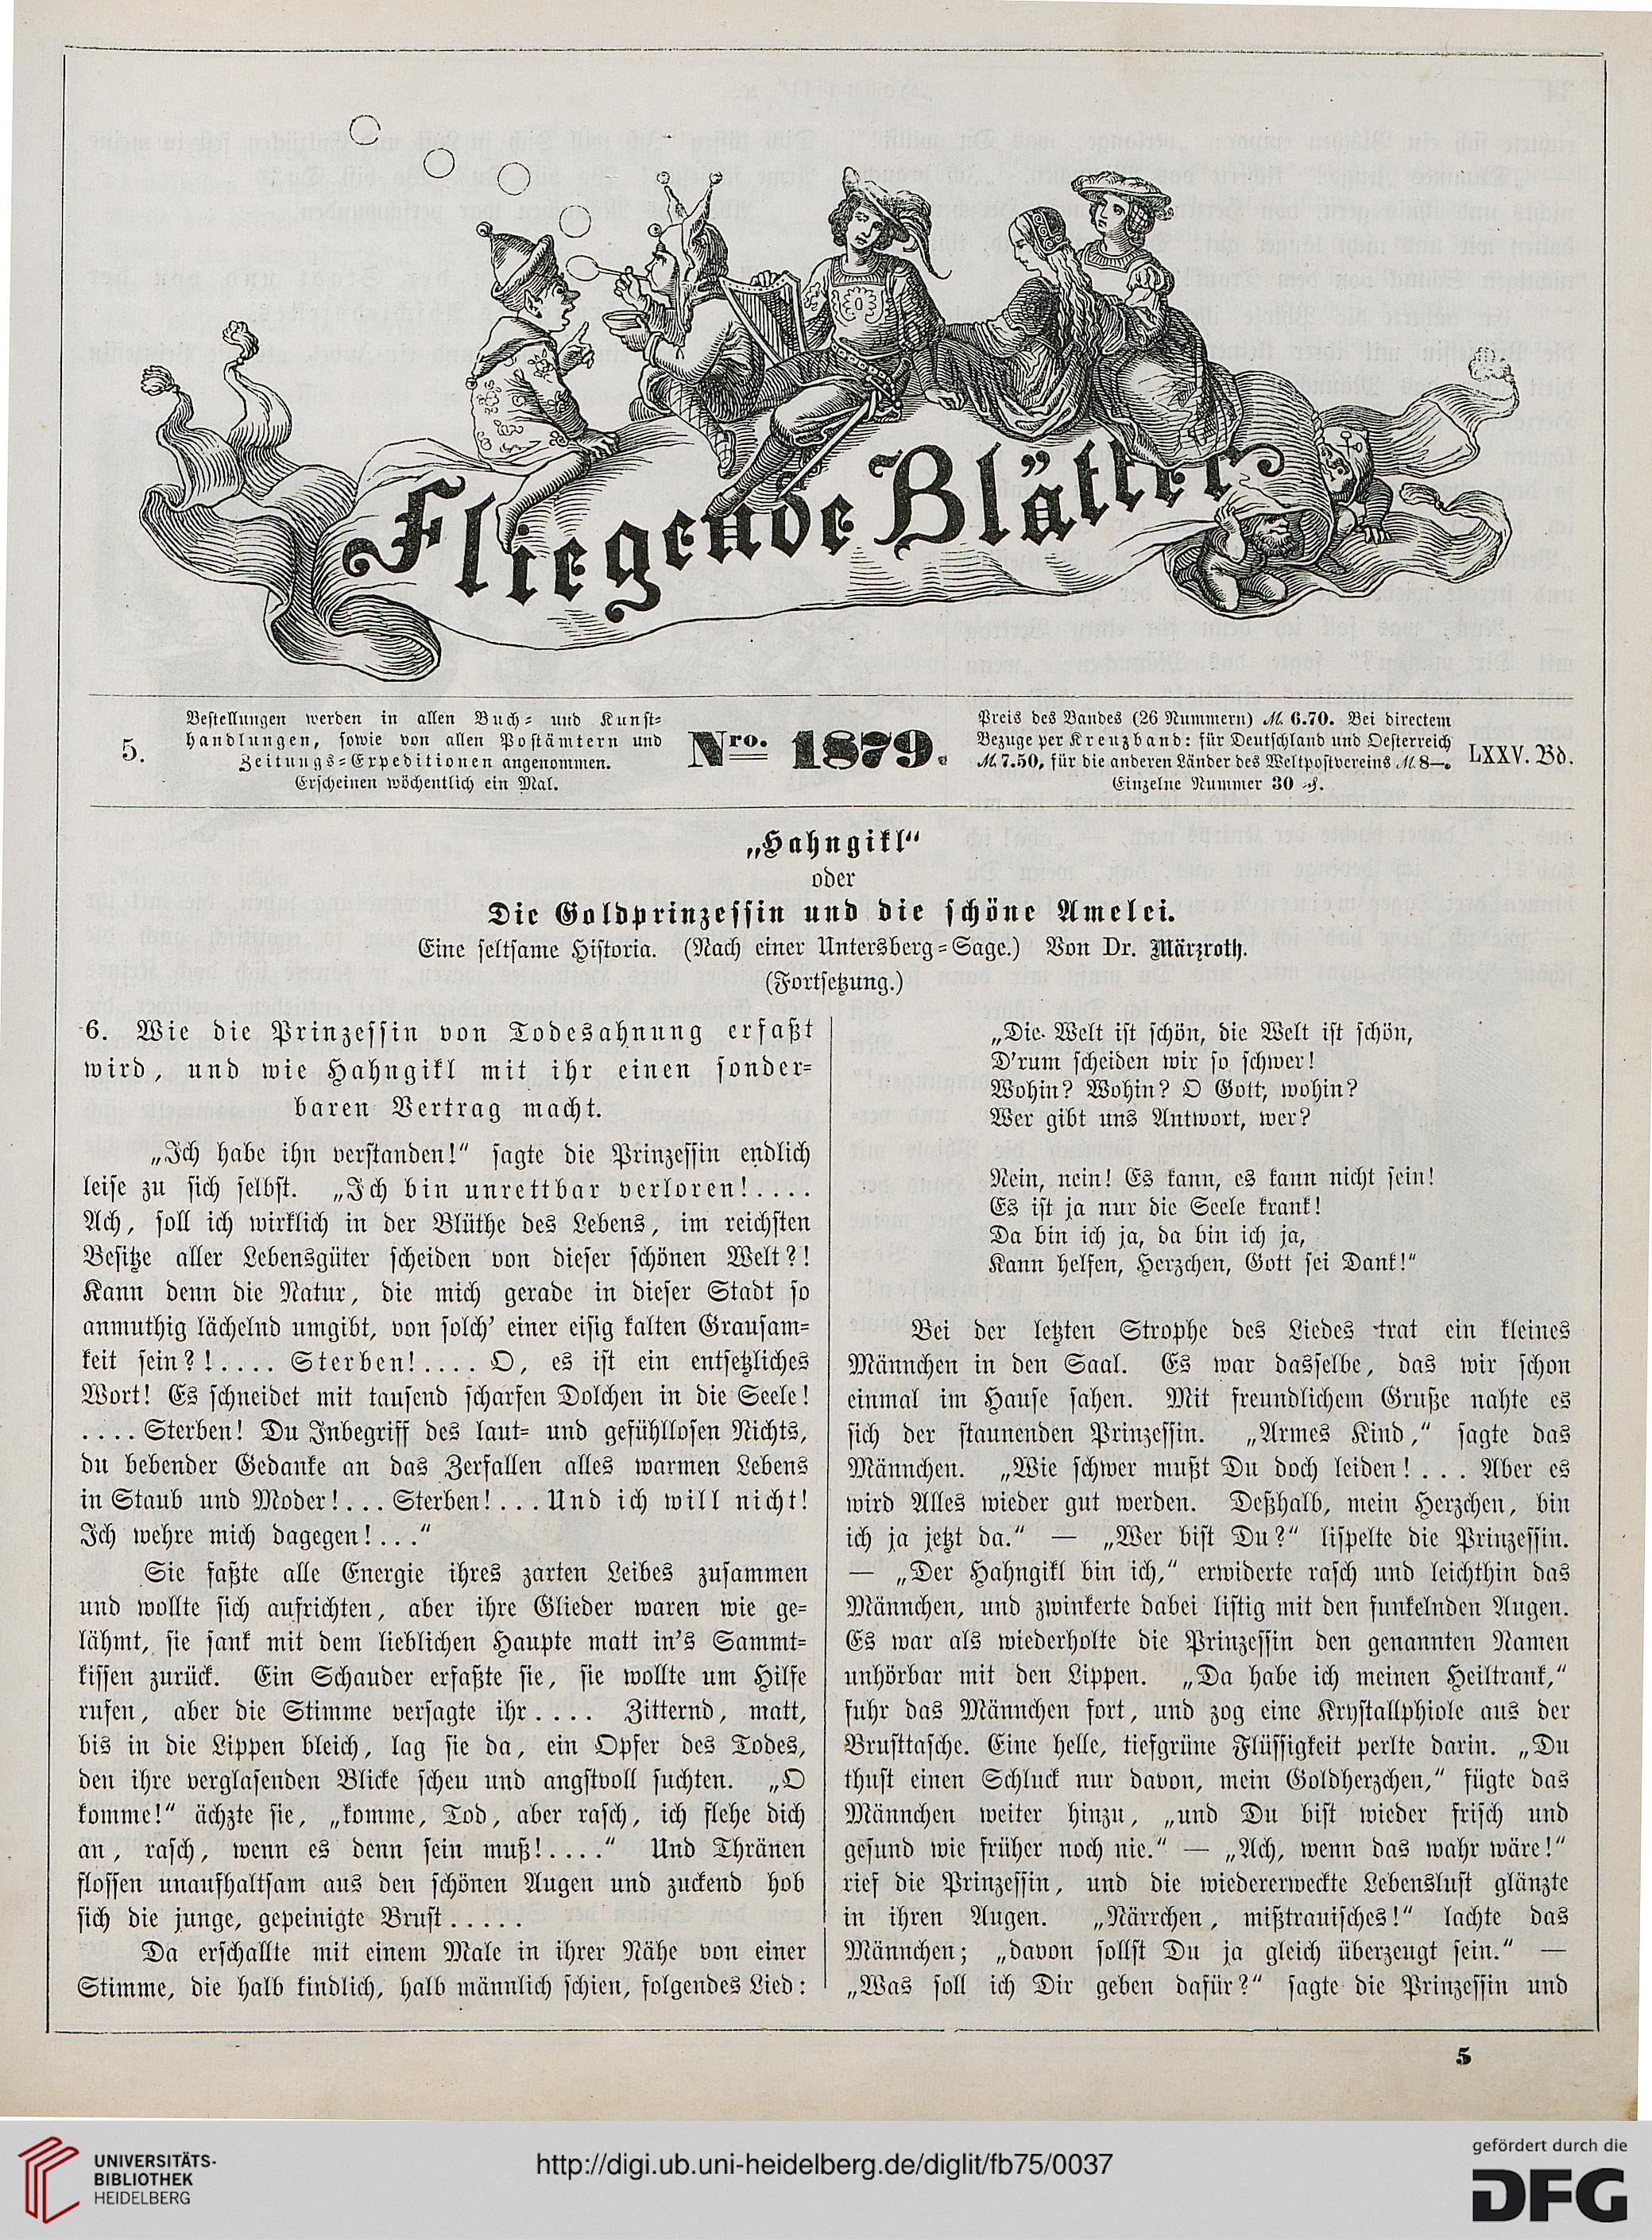 Fliegende Blätter
5.
Bestellungen werden in allen Buch- und Kunst-
handlungen, sowie von allen Postämtern und
Zeitungs-Expeditionen angenommen.
Erscheinen wöchentlich ein Mal.
Nro. 1879.
Preis des Bandes (26 Nummern) ℳ 6.70. Bei directem
Bezuge per Kreuzband: für Deutschland und Oesterreich
ℳ 7.50, für die anderen Länder des Weltpostvereins ℳ 8—.
Einzelne Nummer 30 ₰.
LXXV. Bd.
„Hahngikl“
oder
Die Goldprinzessin und die schöne Amelei.
Eine seltsame Historia. (Nach einer Untersberg-Sage.) Von Dr. Märzroth.
(Fortsetzung.)
6. Wie die Prinzessin von Todesahnung erfaßt
wird, und wie Hahngikl mit ihr einen sonder-
baren Vertrag macht.
„Ich habe ihn verstanden!“ sagte die Prinzessin endlich
leise zu sich selbst. „Ich bin unrettbar verloren!....
Ach, soll ich wirklich in der Blüthe des Lebens, im reichsten
Besitze aller Lebensgüter scheiden von dieser schönen Welt?!
Kann denn die Natur, die mich gerade in dieser Stadt so
anmuthig lächelnd umgibt, von solch' einer eisig kalten Grausam-
keit sein?!.... Sterben!.... O, es ist ein entsetzliches
Wort! Es schneidet mit tausend scharfen Dolchen in die Seele!
....Sterben! Du Inbegriff des laut- und gefühllosen Nichts,
du bebender Gedanke an das Zerfallen alles warmen Lebens
in Staub und Moder!...Sterben!...Und ich will nicht!
Ich wehre mich dagegen!...“
Sie faßte alle Energie ihres zarten Leibes zusammen
und wollte sich aufrichten, aber ihre Glieder waren wie ge-
lähmt, sie sank mit dem lieblichen Haupte matt in's Sammt-
kissen zurück. Ein Schauder erfaßte sie, sie wollte um Hilfe
rufen, aber die Stimme versagte ihr.... Zitternd, matt,
bis in die Lippen bleich, lag sie da, ein Opfer des Todes,
den ihre verglasenden Blicke scheu und angstvoll suchten. „O
komme!“ ächzte sie, „komme, Tod, aber rasch, ich flehe dich
an, rasch, wenn es denn sein muß!....“ Und Thränen
flossen unaufhaltsam aus den schönen Augen und zuckend hob
sich die junge, gepeinigte Brust.....
Da erschallte mit einem Male in ihrer Nähe von einer
Stimme, die halb kindlich, halb männlich schien, folgendes Lied:
„Die Welt ist schön, die Welt ist schön,
D'rum scheiden wir so schwer!
Wohin? Wohin? O Gott, wohin?
Wer gibt uns Antwort, wer?
Nein, nein! Es kann, es kann nicht sein!
Es ist ja nur die Seele krank!
Da bin ich ja, da bin ich ja,
Kann helfen, Herzchen, Gott sei Dank!“
Bei der letzten Strophe des Liedes trat ein kleines
Männchen in den Saal. Es war dasselbe, das wir schon
einmal im Hause sahen. Mit freundlichem Gruße nahte es
sich der staunenden Prinzessin. „Armes Kind,“ sagte das
Männchen. „Wie schwer mußt Du doch leiden!... Aber es
wird Alles wieder gut werden. Deßhalb, mein Herzchen, bin
ich ja jetzt da.“ — „Wer bist Du?“ lispelte die Prinzessin.
— „Der Hahngikl bin ich,“ erwiderte rasch und leichthin das
Männchen, und zwinkerte dabei listig mit den funkelnden Augen.
Es war als wiederholte die Prinzessin den genannten Namen
unhörbar mit den Lippen. „Da habe ich meinen Heiltrank,“
fuhr das Männchen fort, und zog eine Krystallphiole aus der
Brusttasche. Eine helle, tiefgrüne Flüssigkeit perlte darin. „Du
thust einen Schluck nur davon, mein Goldherzchen,“ fügte das
Männchen weiter hinzu, „und Du bist wieder frisch und
gesund wie früher noch nie.“ — „Ach, wenn das wahr wäre!“
rief die Prinzessin, und die wiedererweckte Lebenslust glänzte
in ihren Augen. „Närrchen, mißtrauisches!“ lachte das
Männchen; „davon sollst Du ja gleich überzeugt sein.“ —
„Was soll ich Dir geben dafür?“ sagte die Prinzessin und
5
UNIVERSITÄTS-
BIBLIOTHEK
HEIDELBERG
http://digi.ub.uni-heidelberg.de/diglit/fb75/0037
gefördert durch die
DFG